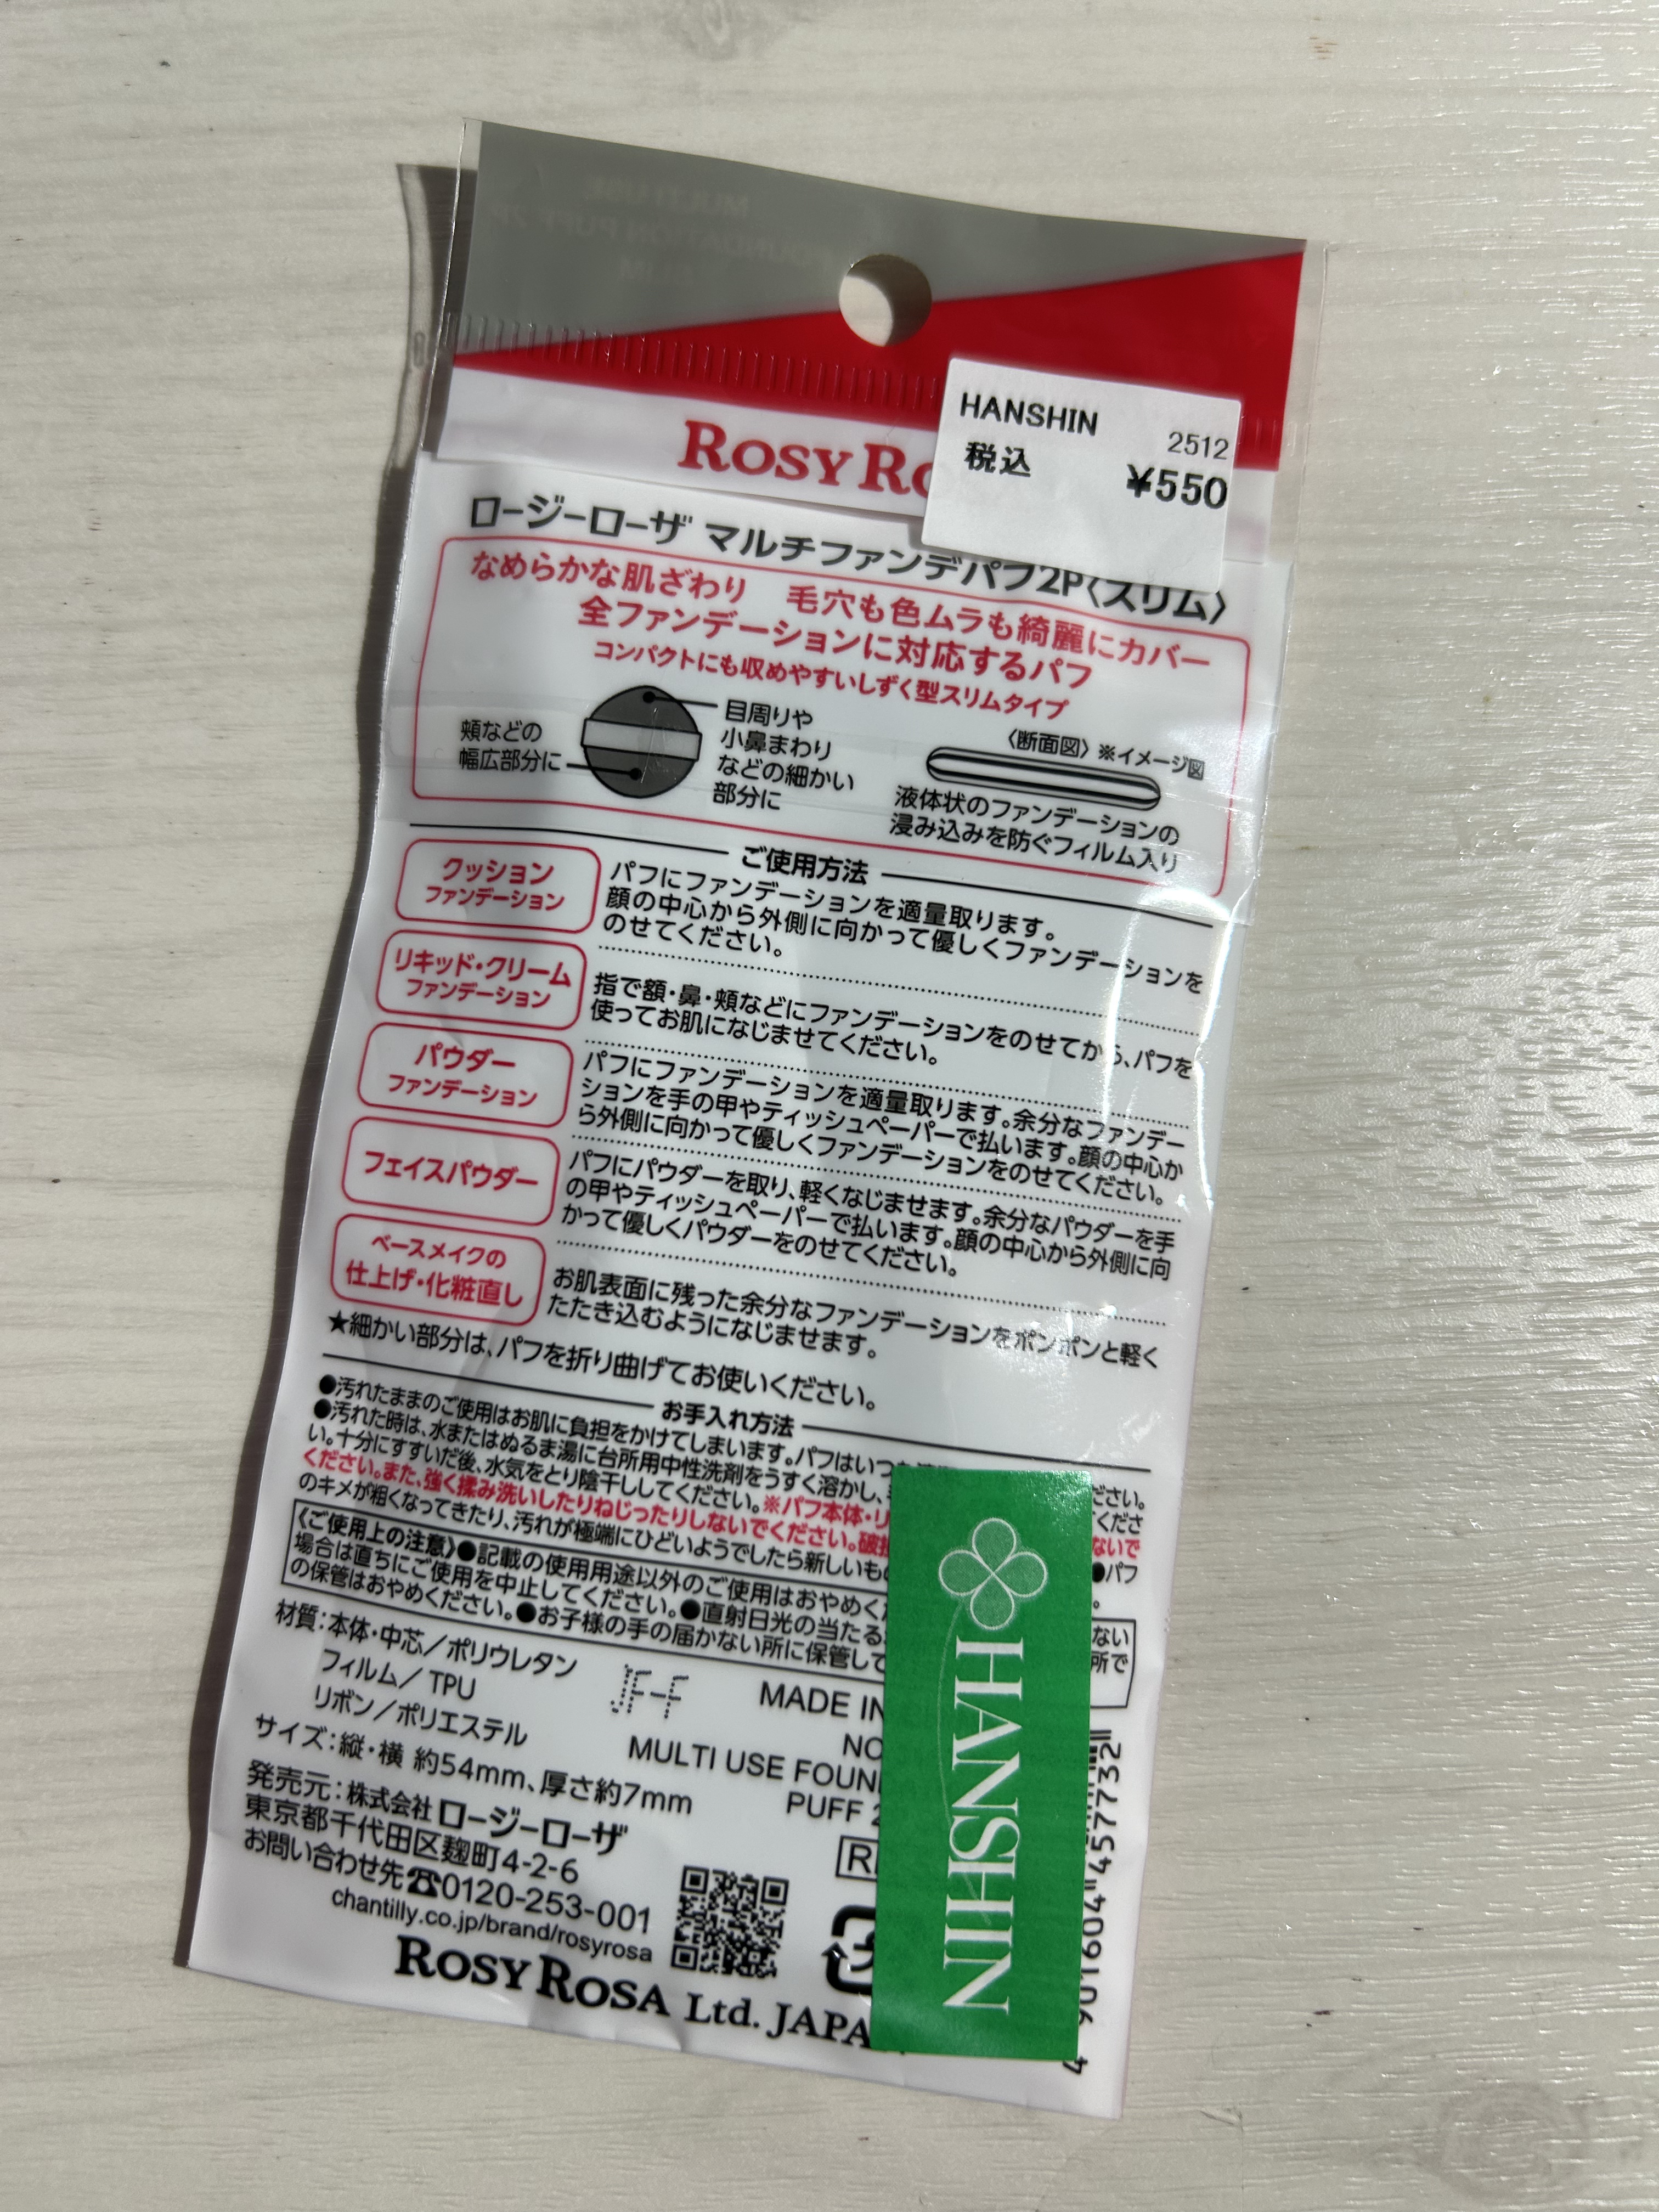 HANSHIN
2512
税込
¥550
ROSY
ロージーローザ マルチファンデパフ2P〈スリム〉
なめらかな肌ざわり 毛穴も色ムラも綺麗にカバー
全ファンデーションに対応するパフ
コンパクトにも収めやすいしずく型スリムタイプ
頬などの
幅広部分に
目周りや
小鼻まわり
などの細かい
部分に
〈断面図〉※イメージ図
液体状のファンデーションの
浸み込みを防ぐフィルム入り
ご使用方法
クッション
ファンデーション
パフにファンデーションを適量取ります。
顔の中心から外側に向かって優しくファンデーションを
のせてください。
リキッド・クリーム
ファンデーション
指で額・鼻・頬などにファンデーションをのせてから、パフを
使ってお肌になじませてください。
パウダー
ファンデーション
パフにファンデーションを適量取ります。余分なファンデー
ションを手の甲やティッシュペーパーで払います。顔の中心か
ら外側に向かって優しくファンデーションをのせてください。
フェイスパウダー
パフにパウダーを取り、軽くなじませます。余分なパウダーを手
の甲やティッシュペーパーで払います。顔の中心から外側に向
かって優しくパウダーをのせてください。
ベースメイクの
仕上げ・化粧直し
お肌表面に残った余分なファンデーションをポンポンと軽く
たたき込むようになじませます。
★細かい部分は、パフを折り曲げてお使いください。
お手入れ方法
●汚れたままのご使用はお肌に負担をかけてしまいます。パフはいつも ださい。
●汚れた時は、水またはぬるま湯に台所用中性洗剤をうすく溶かし、 くださ
い。十分にすすいだ後、水気をとり陰干ししてください。※パフ本体・リ ないで
ください。また、強く揉み洗いしたりねじったりしないでください。破損 ●パフ
のキメが粗くなってきたり、汚れが極端にひどいようでしたら新しいもの 。
〈ご使用上の注意〉●記載の使用用途以外のご使用はおやめく ない
場合は直ちにご使用を中止してください。●直射日光の当たる 所で
の保管はおやめください。●お子様の手の届かない所に保管して
材質：本体・中芯／ポリウレタン
フィルム／TPU
リボン／ポリエステル
JF-F
MADE IN
サイズ：縦・横 約54mm、厚さ約7mm
MULTI USE
PUFF
発売元：株式会社ロージーローザ
東京都千代田区麹町4-2-6
お問い合わせ先☎0120-253-001
chantilly.co.jp/brand/rosyrosa
ROSY ROSA Ltd. JAPA
HANSHIN
4 901604 457732